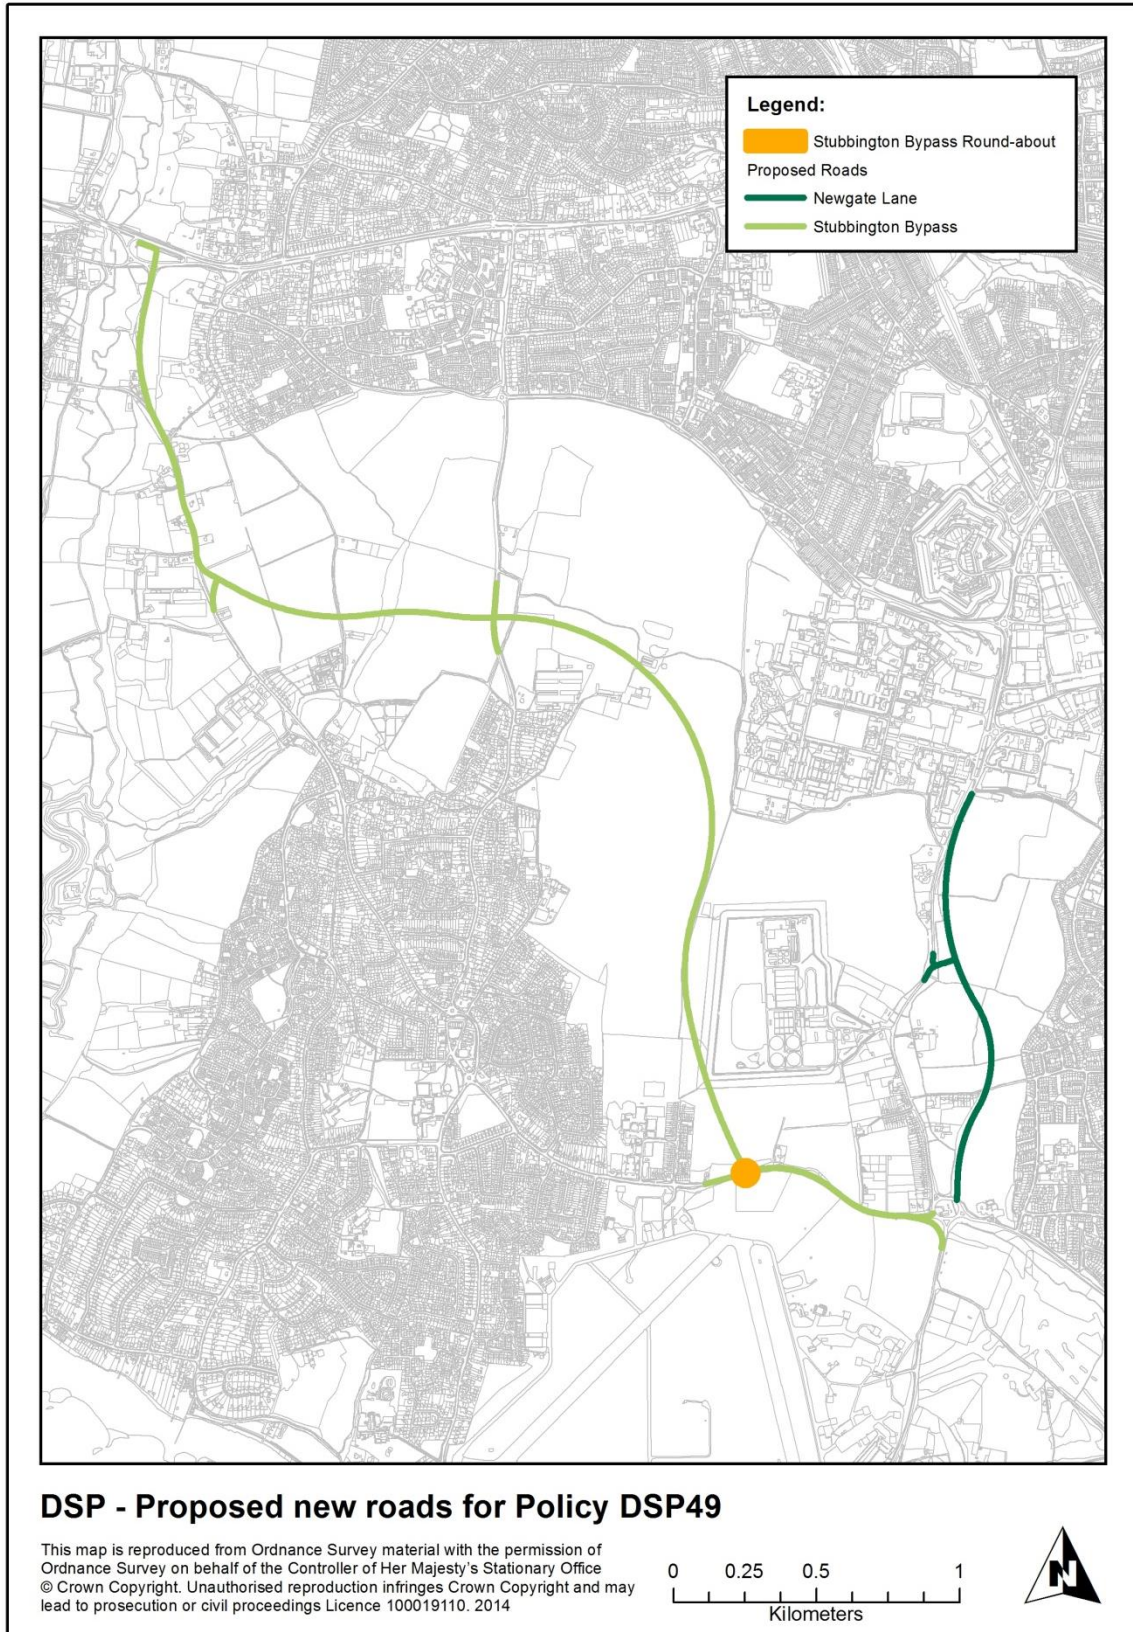 Legend:
Stubbington Bypass Round-about
Proposed Roads
Newgate Lane
Stubbington Bypass
DSP - Proposed new roads for Policy DSP49
This map is reproduced from Ordnance Survey material with the permission of
Ordnance Survey on behalf of the Controller of Her Majesty's Stationary Office
© Crown Copyright. Unauthorised reproduction infringes Crown Copyright and may
lead to prosecution or civil proceedings Licence 100019110. 2014
0 0.25 0.5 1
Kilometers
N